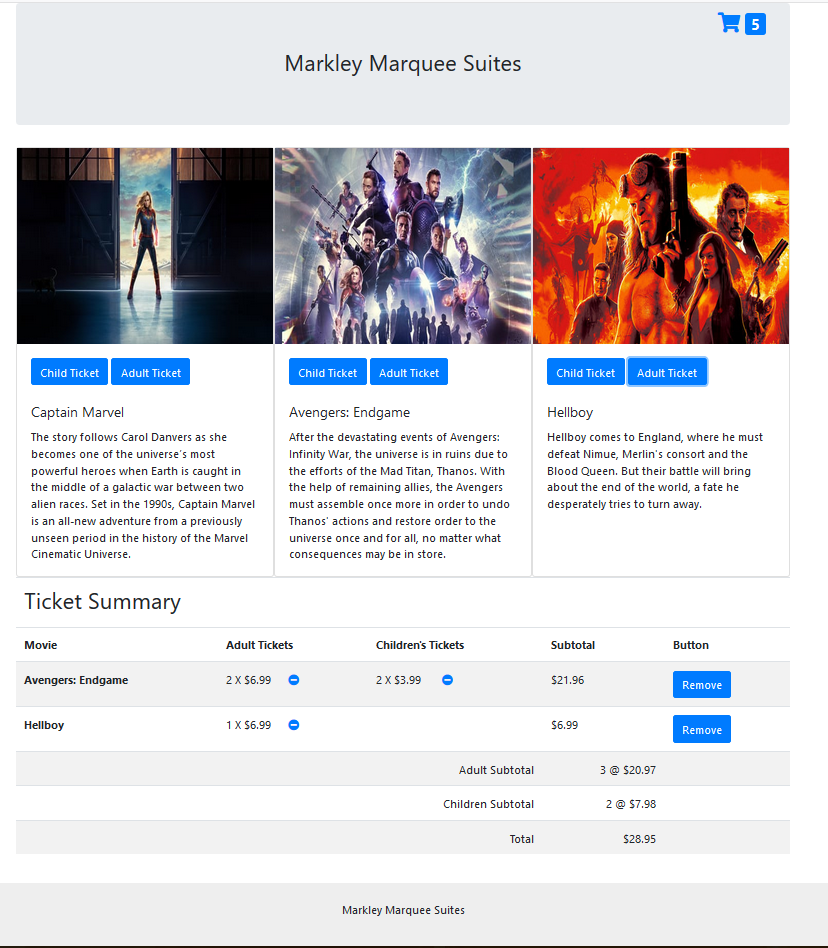 5
Markley Marquee Suites
Child Ticket Adult Ticket
Captain Marvel
The story follows Carol Danvers as she
becomes one of the universe's most
powerful heroes when Earth is caught in
the middle of a galactic war between two
alien races. Set in the 1990s, Captain Marvel
is an all-new adventure from a previously
unseen period in the history of the Marvel
Cinematic Universe.
Child Ticket Adult Ticket
Avengers: Endgame
After the devastating events of Avengers:
Infinity War, the universe is in ruins due to
the efforts of the Mad Titan, Thanos. With
the help of remaining allies, the Avengers
must assemble once more in order to undo
Thanos' actions and restore order to the
universe once and for all, no matter what
consequences may be in store.
Child Ticket Adult Ticket
Hellboy
Hellboy comes to England, where he must
defeat Nimue, Merlin's consort and the
Blood Queen. But their battle will bring
about the end of the world, a fate he
desperately tries to turn away.
Ticket Summary
Movie Adult Tickets Children's Tickets Subtotal Button
Avengers: Endgame 2 X $6.99 2 X $3.99 $21.96 Remove
Hellboy 1 X $6.99 $6.99 Remove
Adult Subtotal 3 @ $20.97
Children Subtotal 2 @ $7.98
Total $28.95
Markley Marquee Suites